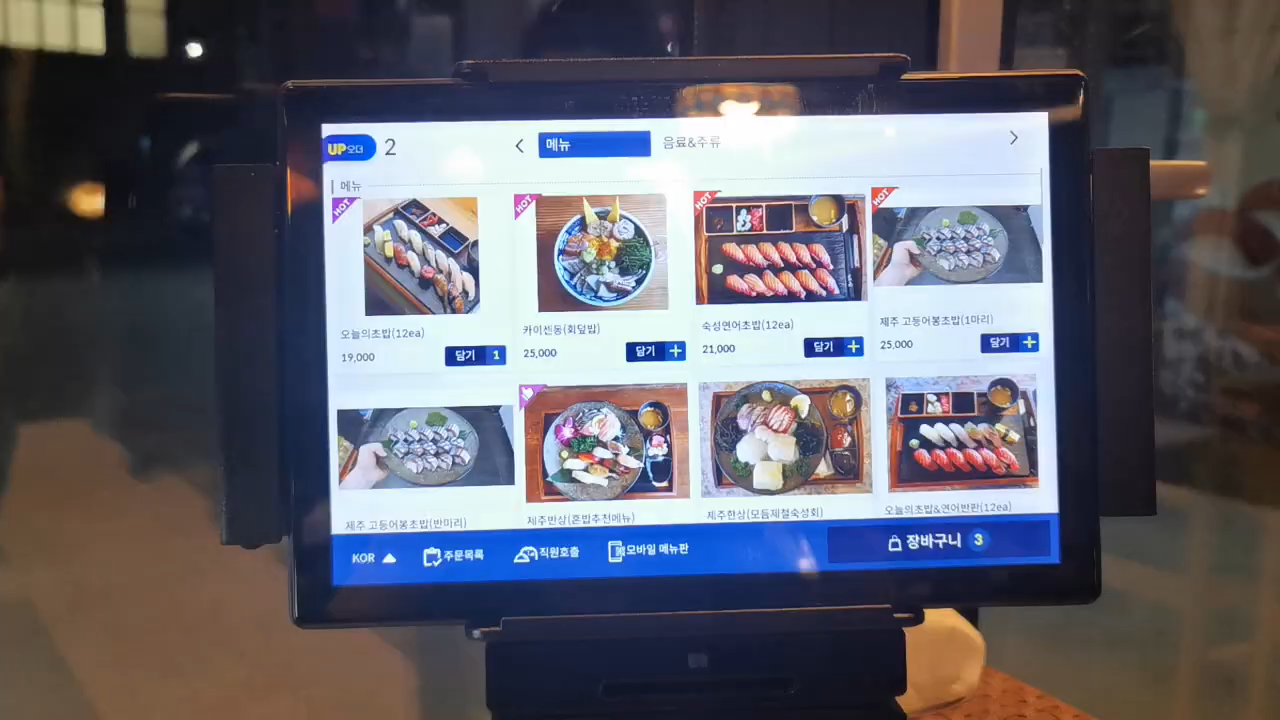 UP오더 2
메뉴 음료&주류
메뉴
HOT HOT HOT HOT
오늘의초밥(12ea) 카이센동(회덮밥) 숙성연어초밥(12ea) 제주 고등어봉초밥(1마리)
19,000 담기 1 25,000 담기 + 21,000 담기 + 25,000 담기 +
제주 고등어봉초밥(반마리) 제주반상(혼밥추천메뉴) 제주한상(모듬제철숙성회) 오늘의초밥&연어반판(12ea)
KOR 주문목록 직원호출 모바일 메뉴판 장바구니 3